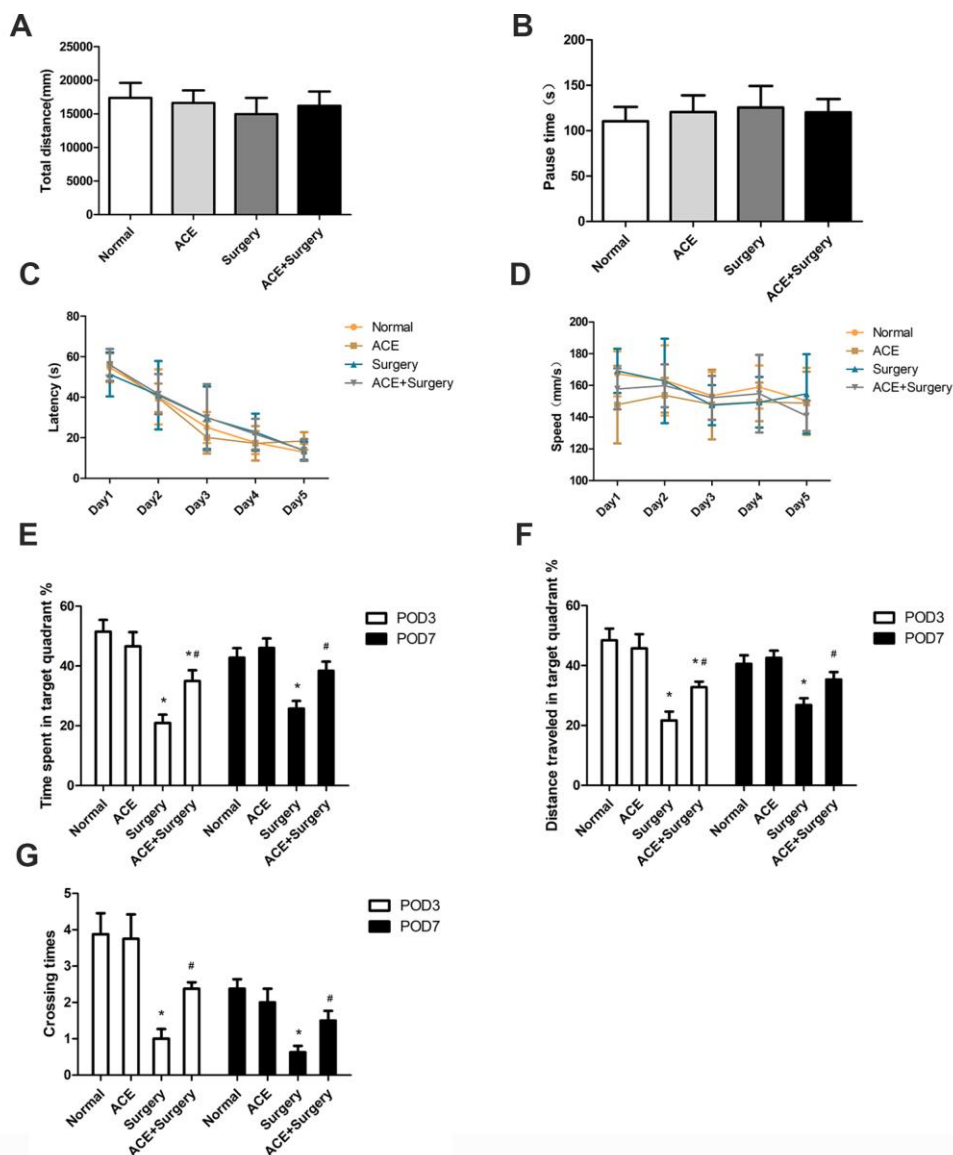 A
Total distance(mm)
25000
20000
15000
10000
5000
0
Normal
ACE
Surgery
ACE+Surgery
B
Pause time (s)
200
150
100
50
0
Normal
ACE
Surgery
ACE+Surgery
C
Latency (s)
80
60
40
20
0
Day1
Day2
Day3
Day4
Day5
Normal
ACE
Surgery
ACE+Surgery
D
Speed (mm/s)
200
180
160
140
120
100
Day1
Day2
Day3
Day4
Day5
Normal
ACE
Surgery
ACE+Surgery
E
Time spent in target quadrant %
60
40
20
0
*
*#
*
#
Normal
ACE
Surgery
ACE+Surgery
Normal
ACE
Surgery
ACE+Surgery
POD3
POD7
F
Distance traveled in target quadrant %
60
40
20
0
*
*#
*
#
Normal
ACE
Surgery
ACE+Surgery
Normal
ACE
Surgery
ACE+Surgery
POD3
POD7
G
Crossing times
5
4
3
2
1
0
*
#
*
#
Normal
ACE
Surgery
ACE+Surgery
Normal
ACE
Surgery
ACE+Surgery
POD3
POD7